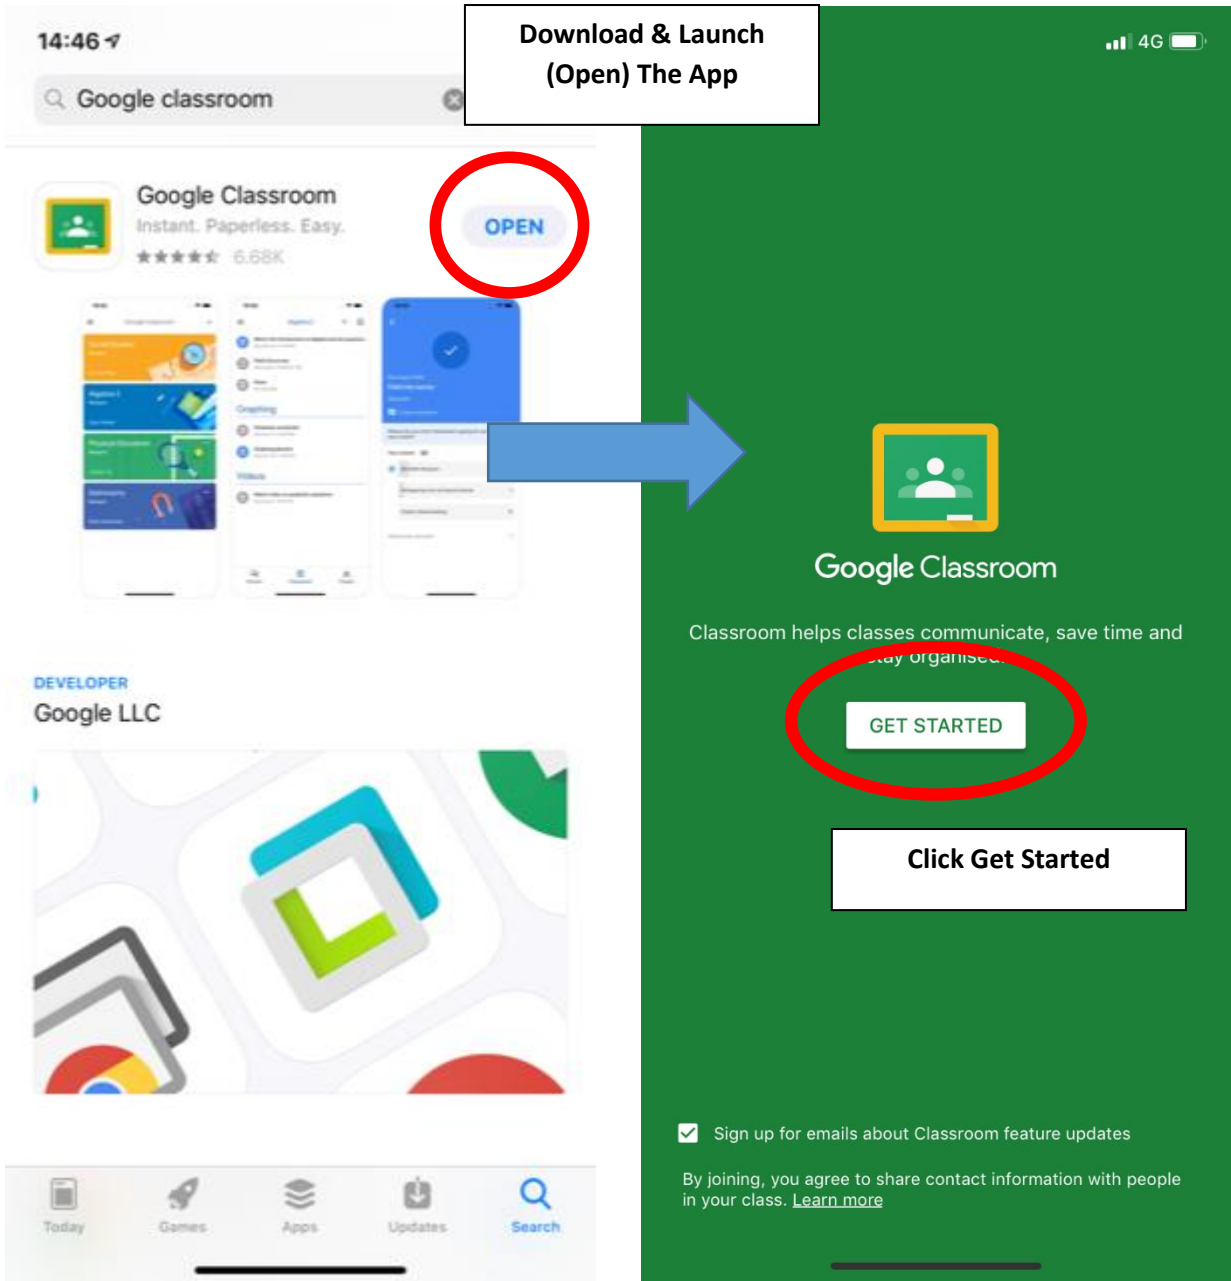 14:46
Download & Launch
(Open) The App
4G
Google classroom
Google Classroom
Instant. Paperless. Easy.
6.68K
OPEN
Graphing
Videos
DEVELOPER
Google LLC
Today
Games
Apps
Updates
Search
Google Classroom
Classroom helps classes communicate, save time and
stay organised.
GET STARTED
Click Get Started
Sign up for emails about Classroom feature updates
By joining, you agree to share contact information with people
in your class. Learn more